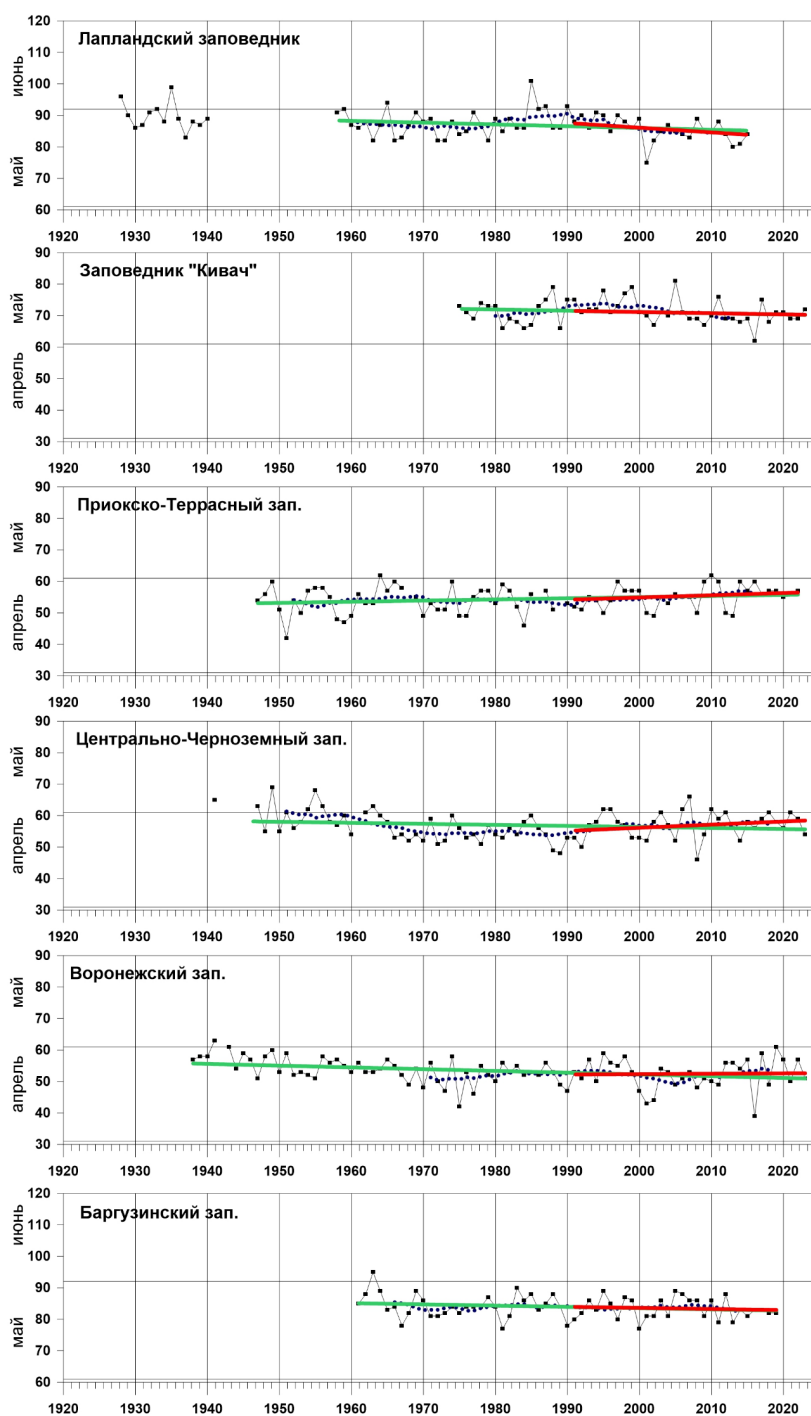 120
110
100
90
80
70
60
июнь
май
Лапландский заповедник
1920 1930 1940 1950 1960 1970 1980 1990 2000 2010 2020
90
80
70
60
50
40
30
май
апрель
Заповедник "Кивач"
1920 1930 1940 1950 1960 1970 1980 1990 2000 2010 2020
90
80
70
60
50
40
30
май
апрель
Приокско-Террасный зап.
1920 1930 1940 1950 1960 1970 1980 1990 2000 2010 2020
90
80
70
60
50
40
30
май
апрель
Центрально-Черноземный зап.
1920 1930 1940 1950 1960 1970 1980 1990 2000 2010 2020
90
80
70
60
50
40
30
май
апрель
Воронежский зап.
1920 1930 1940 1950 1960 1970 1980 1990 2000 2010 2020
120
110
100
90
80
70
60
июнь
май
Баргузинский зап.
1920 1930 1940 1950 1960 1970 1980 1990 2000 2010 2020